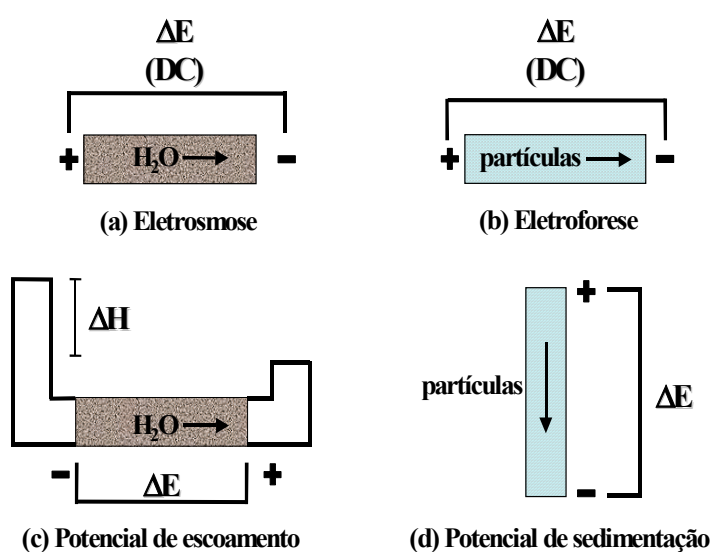 ΔE
(DC)
+ H₂O -
(a) Eletrosmose
ΔE
(DC)
+ partículas -
(b) Eletroforese
ΔH
H₂O
- ΔE +
(c) Potencial de escoamento
+
partículas
ΔE
-
(d) Potencial de sedimentação